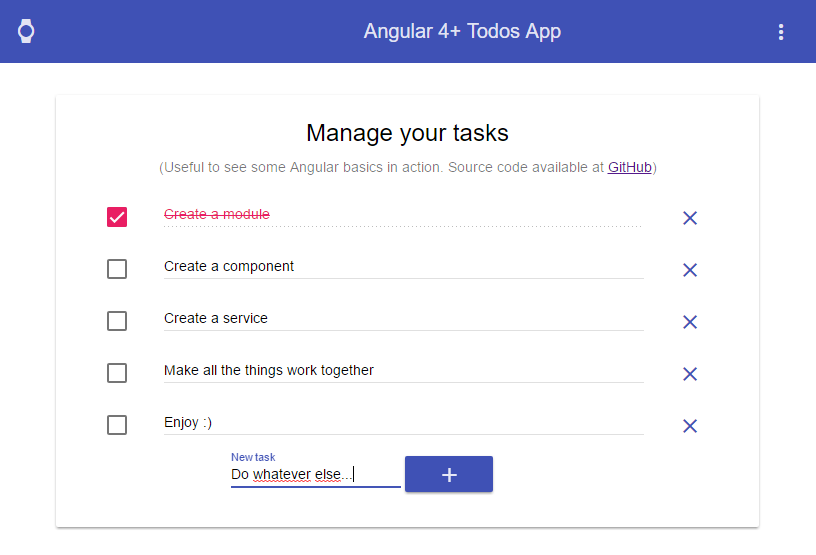 Angular 4+ Todos App
Manage your tasks
(Useful to see some Angular basics in action. Source code available at GitHub)
Create a module
Create a component
Create a service
Make all the things work together
Enjoy :)
New task
Do whatever else...